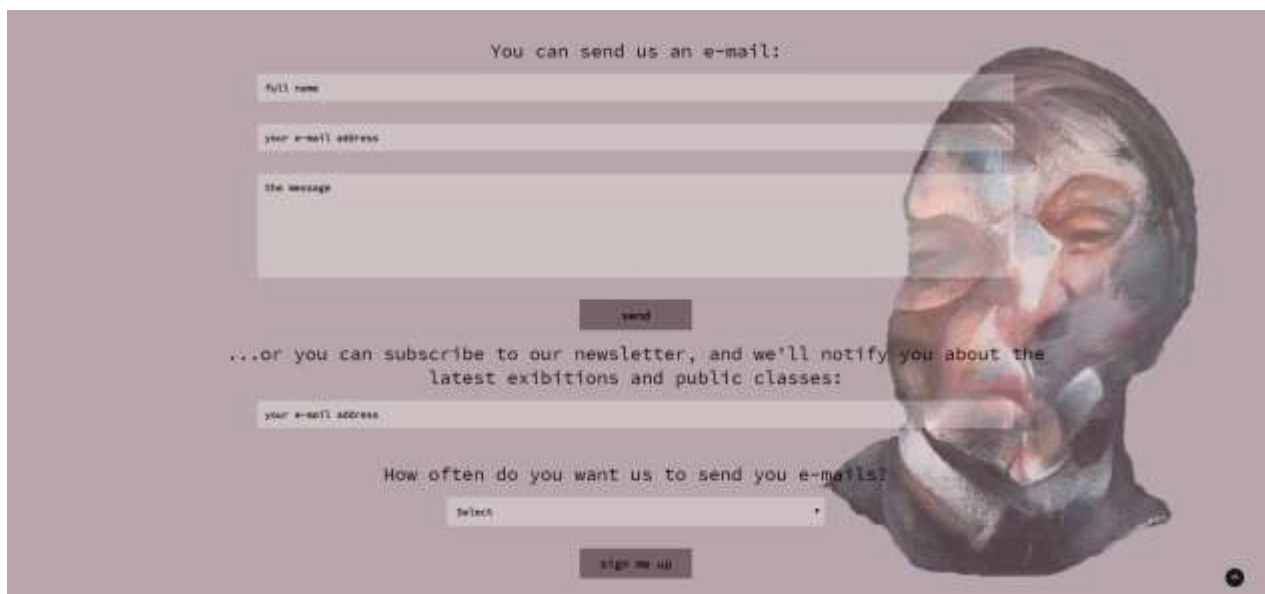 You can send us an e-mail:
full name
your e-mail address
the message
send
...or you can subscribe to our newsletter, and we'll notify you about the
latest exibitions and public classes:
your e-mail address
How often do you want us to send you e-mails?
Select
sign me up